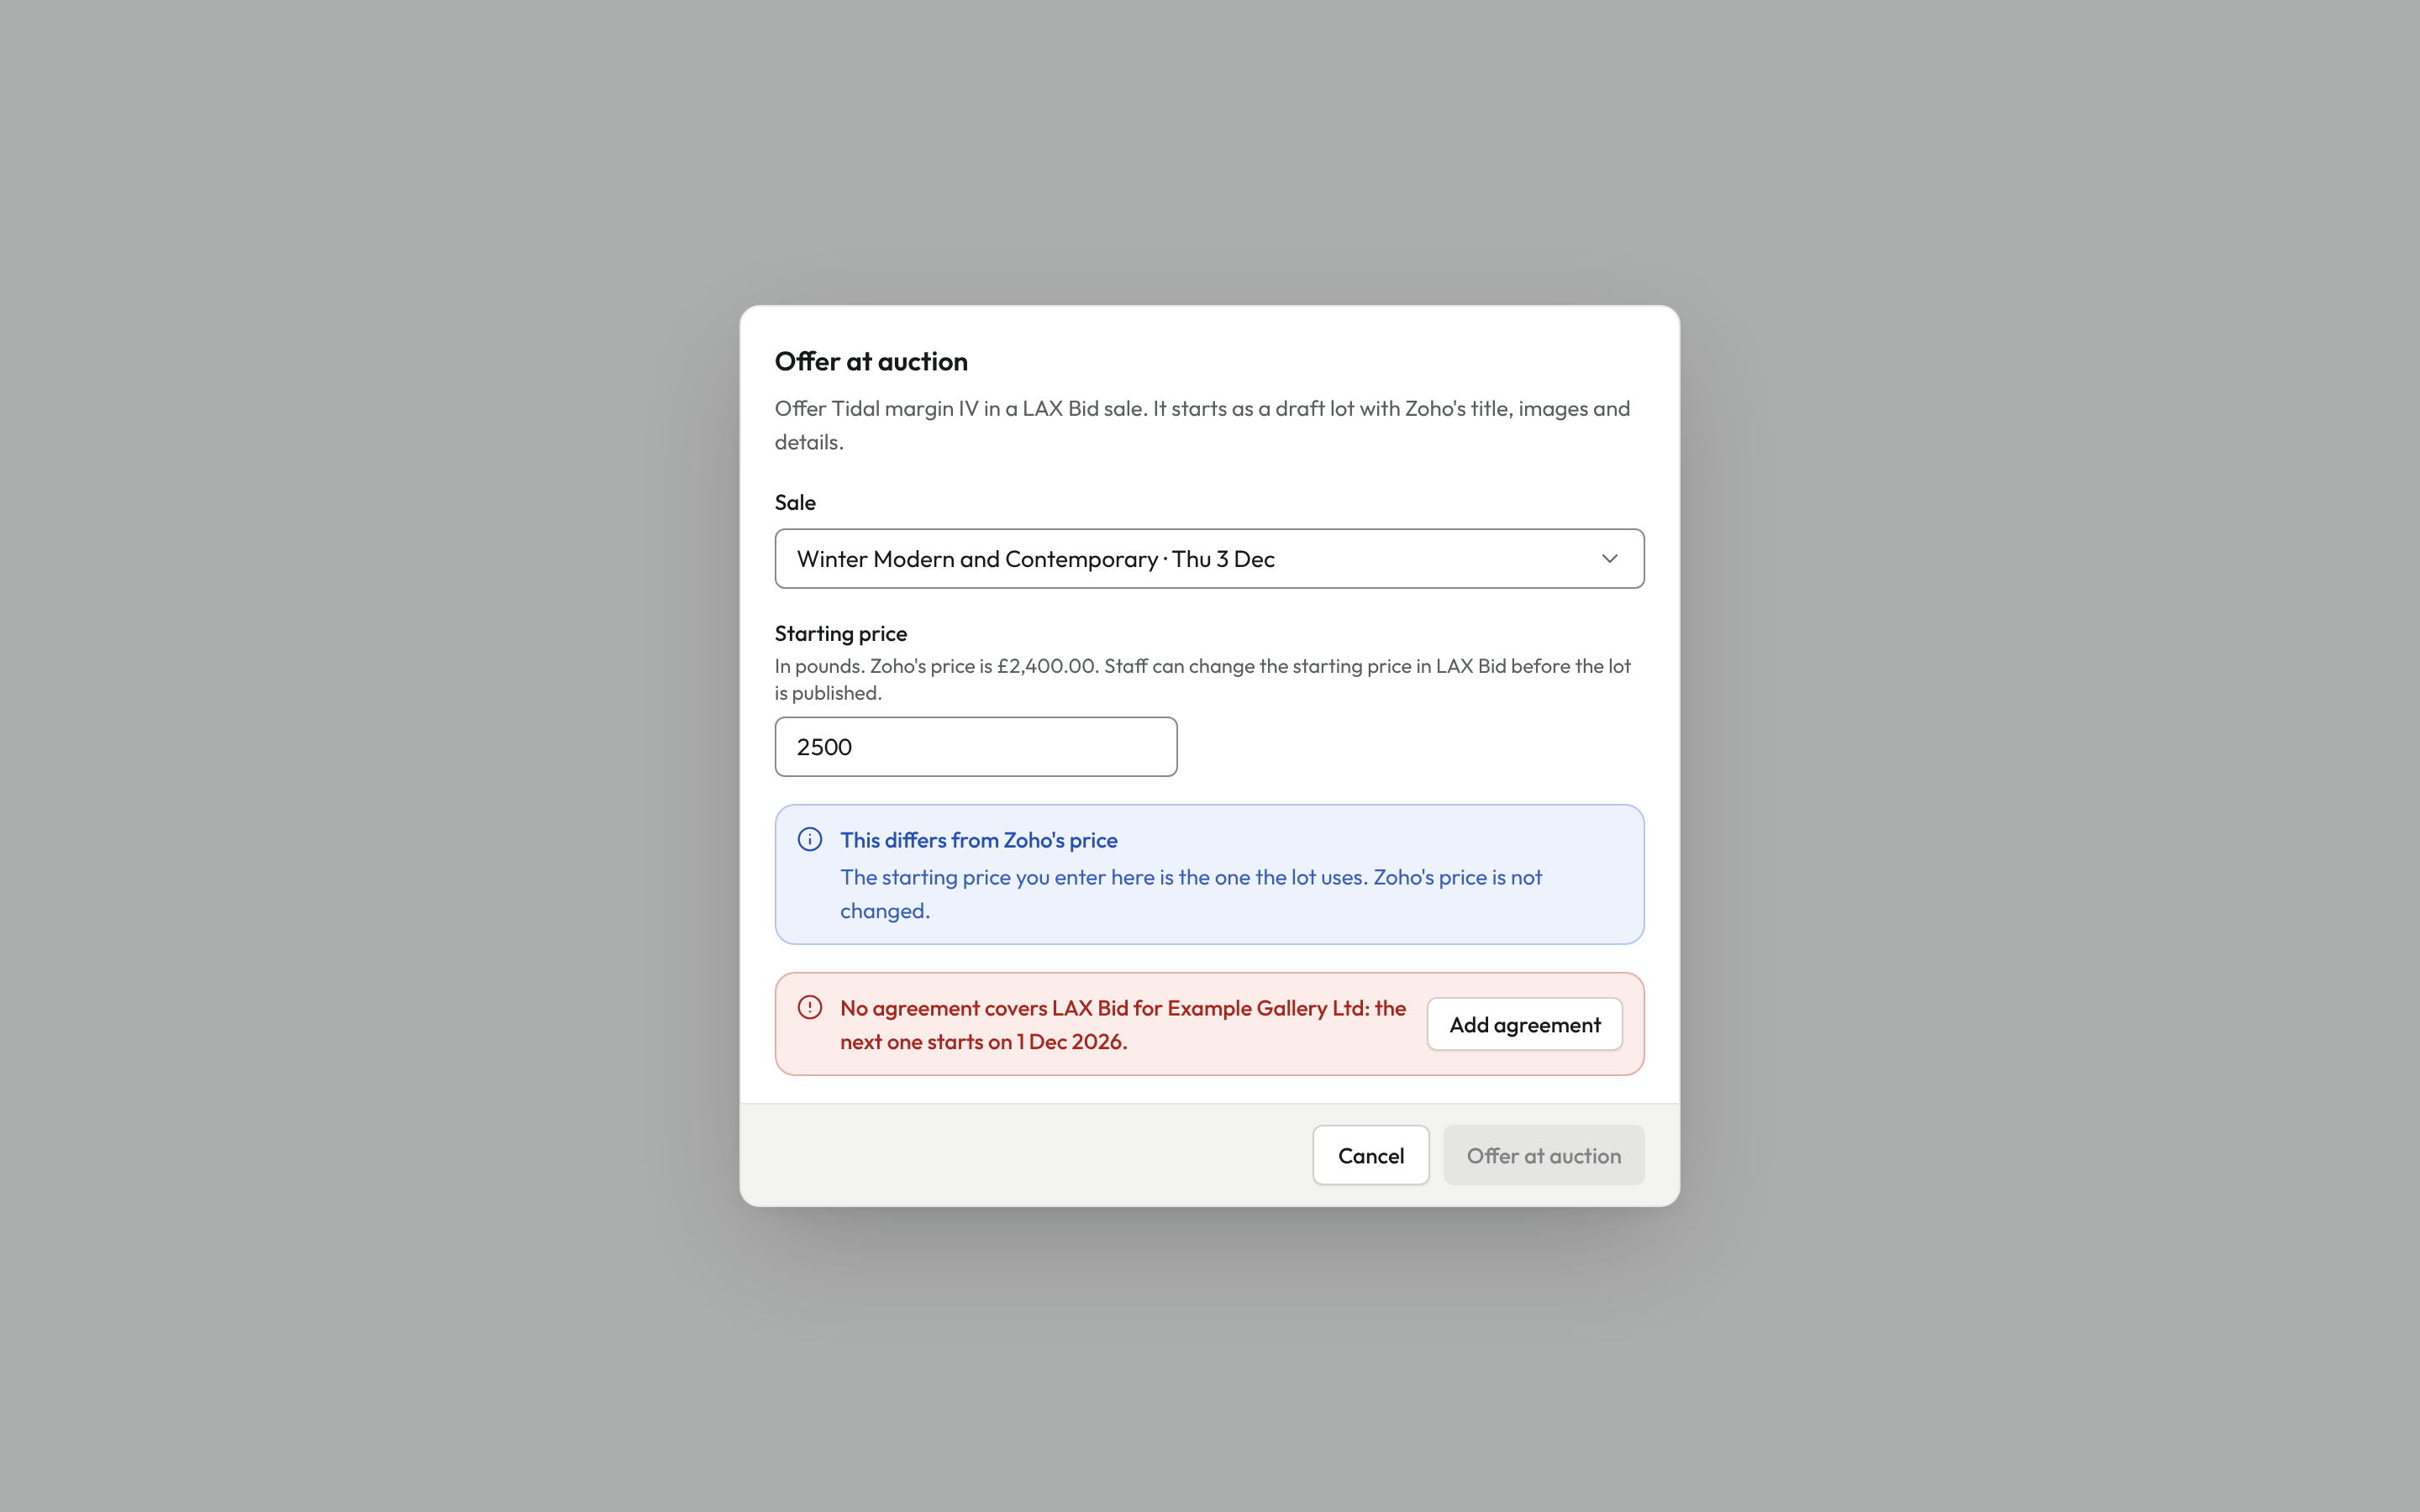 Offer at auction
Offer Tidal margin IV in a LAX Bid sale. It starts as a draft lot with Zoho's title, images and
details.
Sale
Winter Modern and Contemporary · Thu 3 Dec
Starting price
In pounds. Zoho's price is £2,400.00. Staff can change the starting price in LAX Bid before the lot
is published.
2500
This differs from Zoho's price
The starting price you enter here is the one the lot uses. Zoho's price is not
changed.
No agreement covers LAX Bid for Example Gallery Ltd: the
next one starts on 1 Dec 2026.
Add agreement
Cancel
Offer at auction